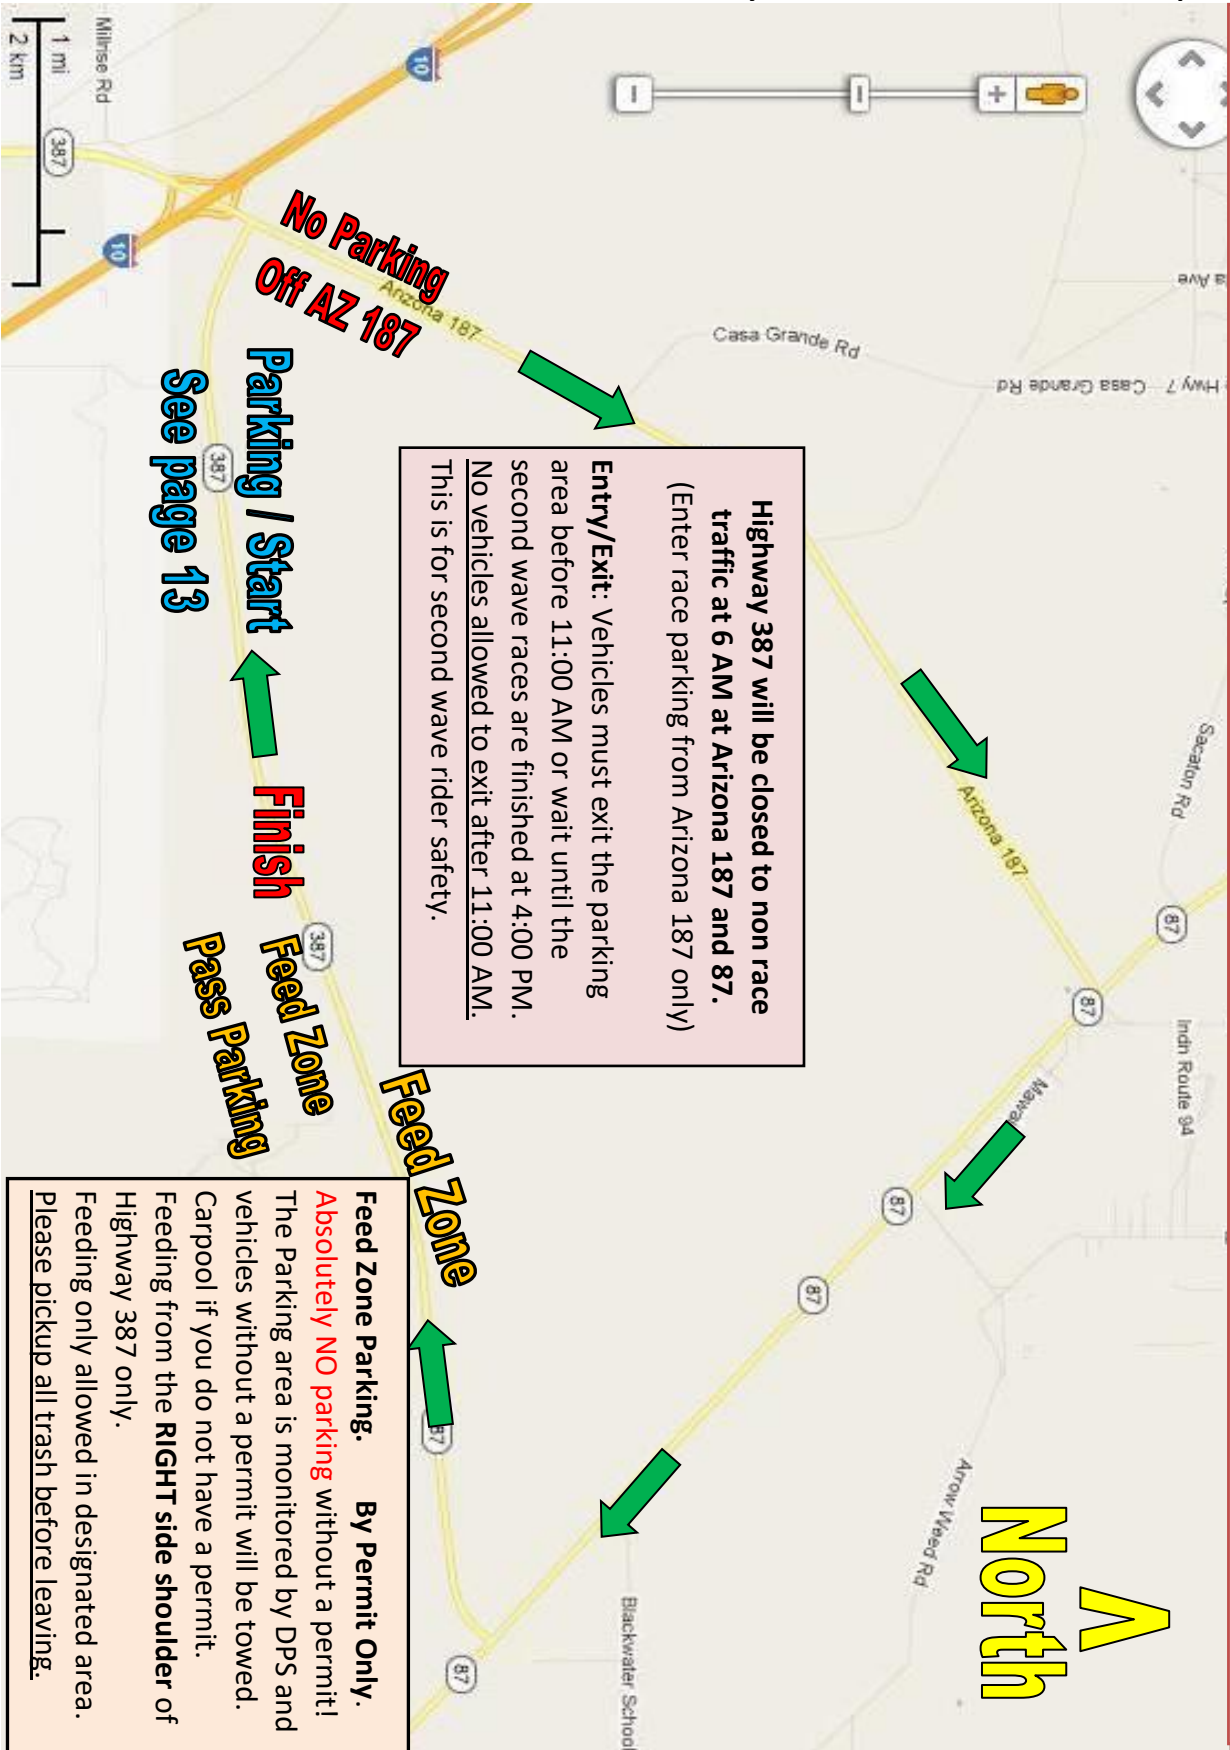 North
Sacaton Rd
Indn Route 94
Hwy 7
Casa Grande Rd
Casa Grande Rd
87
87
87
87
87
87
Arrow Weed Rd
Blackwater School
Arizona 187
Arizona 187
No Parking
Off AZ 187
Highway 387 will be closed to non race
traffic at 6 AM at Arizona 187 and 87.
(Enter race parking from Arizona 187 only)
Entry/Exit: Vehicles must exit the parking
area before 11:00 AM or wait until the
second wave races are finished at 4:00 PM.
No vehicles allowed to exit after 11:00 AM.
This is for second wave rider safety.
10
10
387
387
387
Parking / Start
See page 13
Finish
Feed Zone
Feed Zone
Pass Parking
Feed Zone Parking. By Permit Only.
Absolutely NO parking without a permit!
The Parking area is monitored by DPS and
vehicles without a permit will be towed.
Carpool if you do not have a permit.
Feeding from the RIGHT side shoulder of
Highway 387 only.
Feeding only allowed in designated area.
Please pickup all trash before leaving.
Millrise Rd
1 mi
2 km